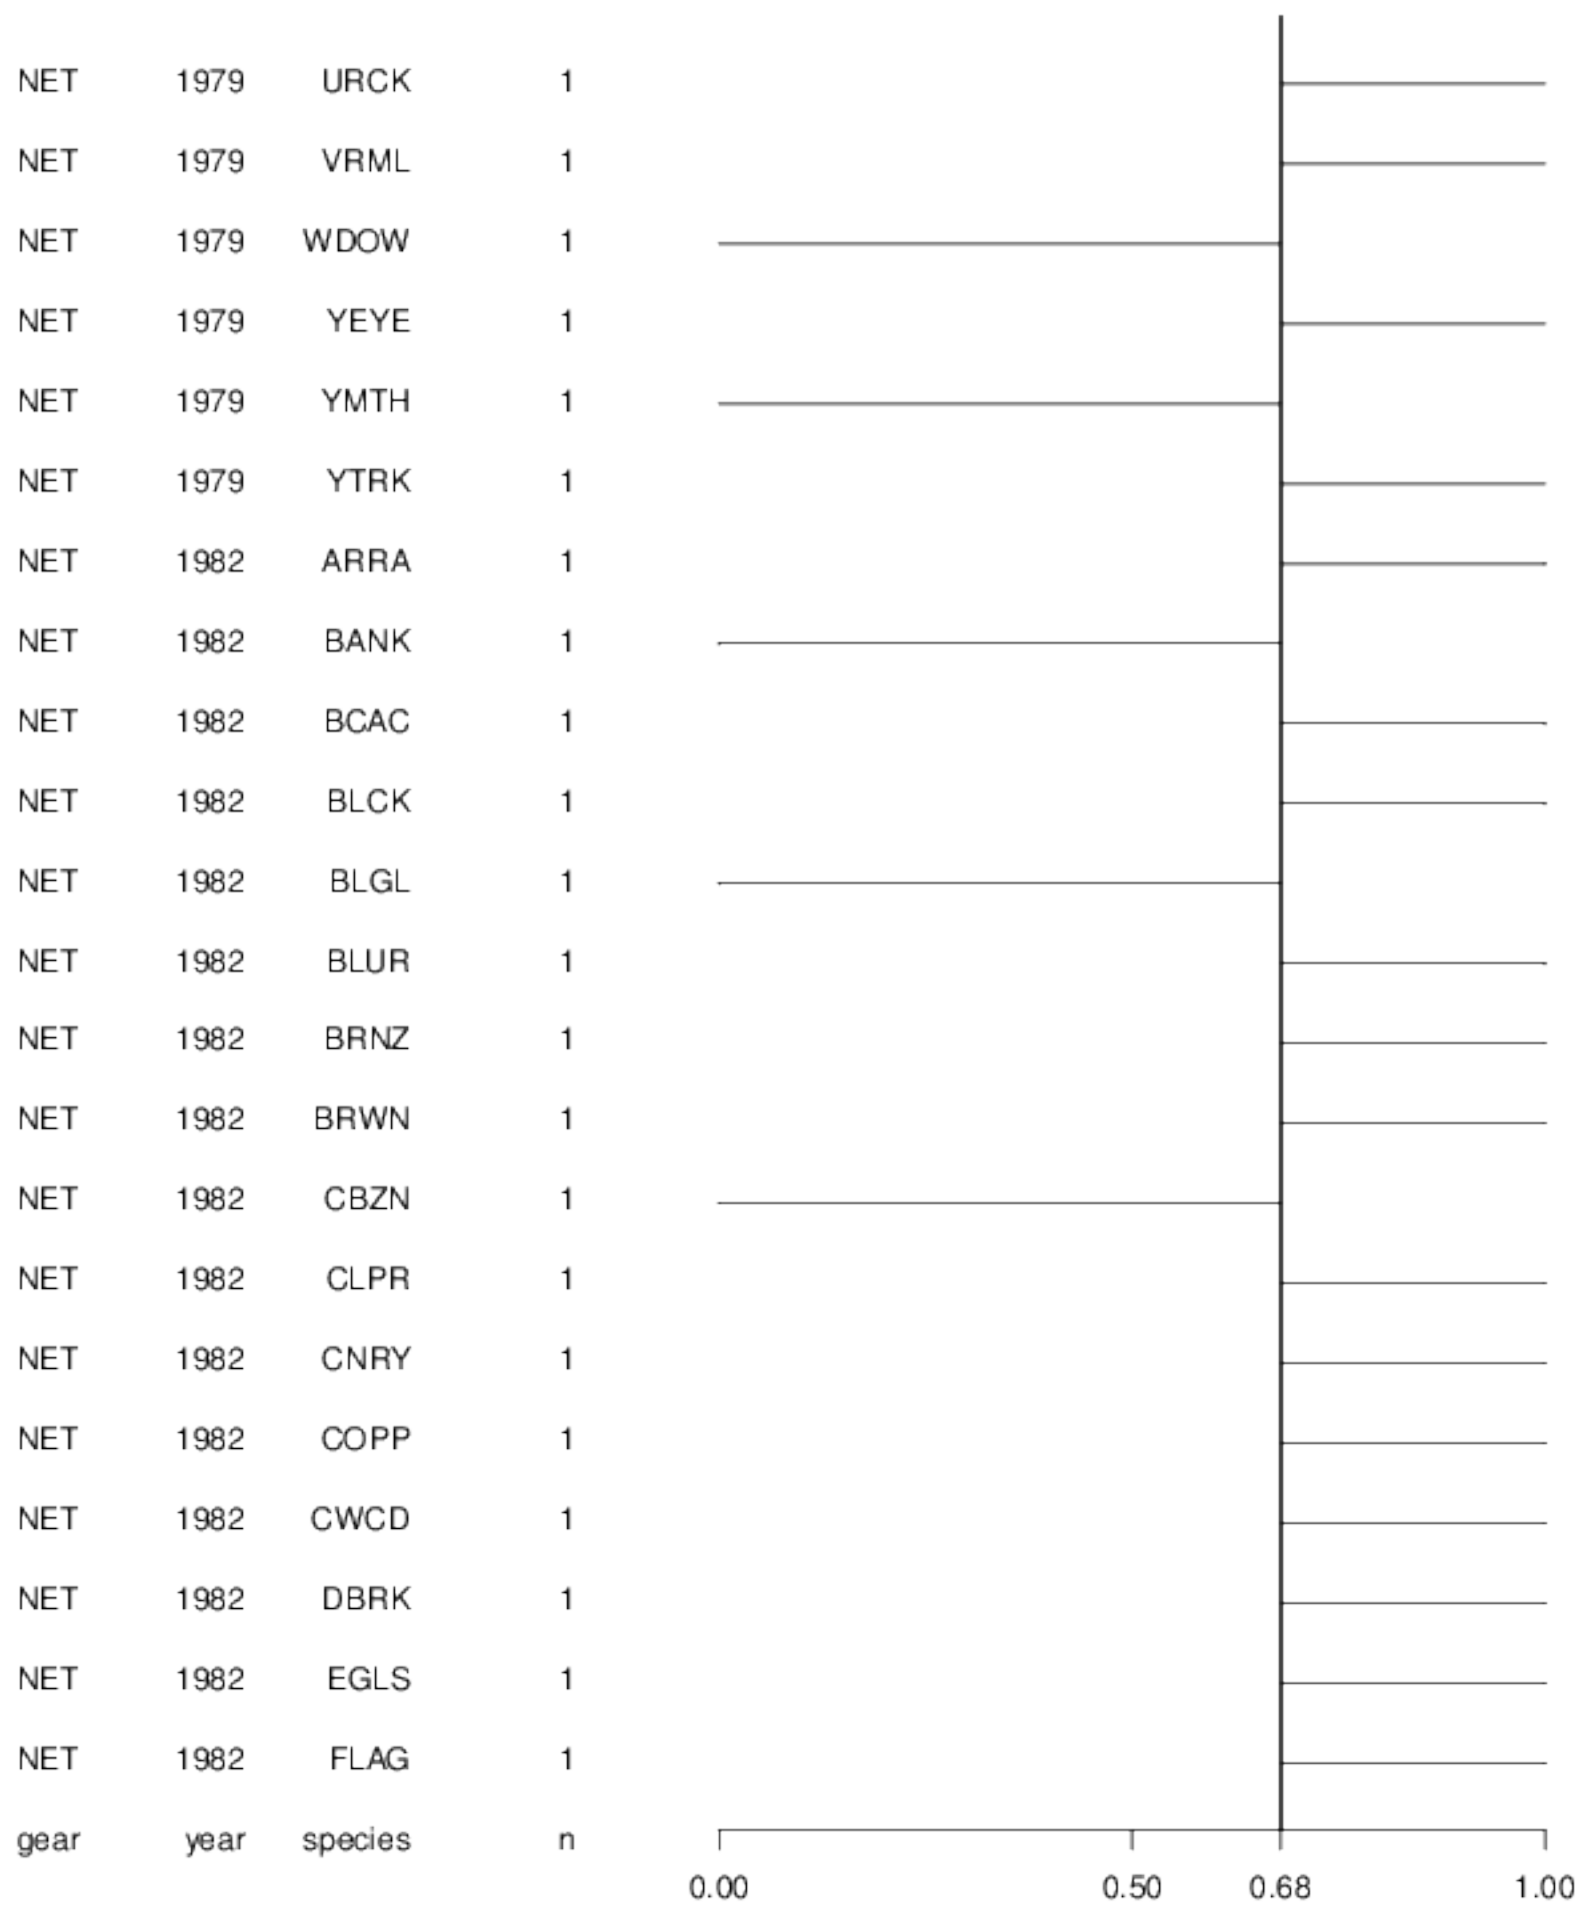 NET 1979 URCK 1
NET 1979 VRML 1
NET 1979 WDOW 1
NET 1979 YEYE 1
NET 1979 YMTH 1
NET 1979 YTRK 1
NET 1982 ARRA 1
NET 1982 BANK 1
NET 1982 BCAC 1
NET 1982 BLCK 1
NET 1982 BLGL 1
NET 1982 BLUR 1
NET 1982 BRNZ 1
NET 1982 BRWN 1
NET 1982 CBZN 1
NET 1982 CLPR 1
NET 1982 CNRY 1
NET 1982 COPP 1
NET 1982 CWCD 1
NET 1982 DBRK 1
NET 1982 EGLS 1
NET 1982 FLAG 1
gear year species n
0.00 0.50 0.68 1.00